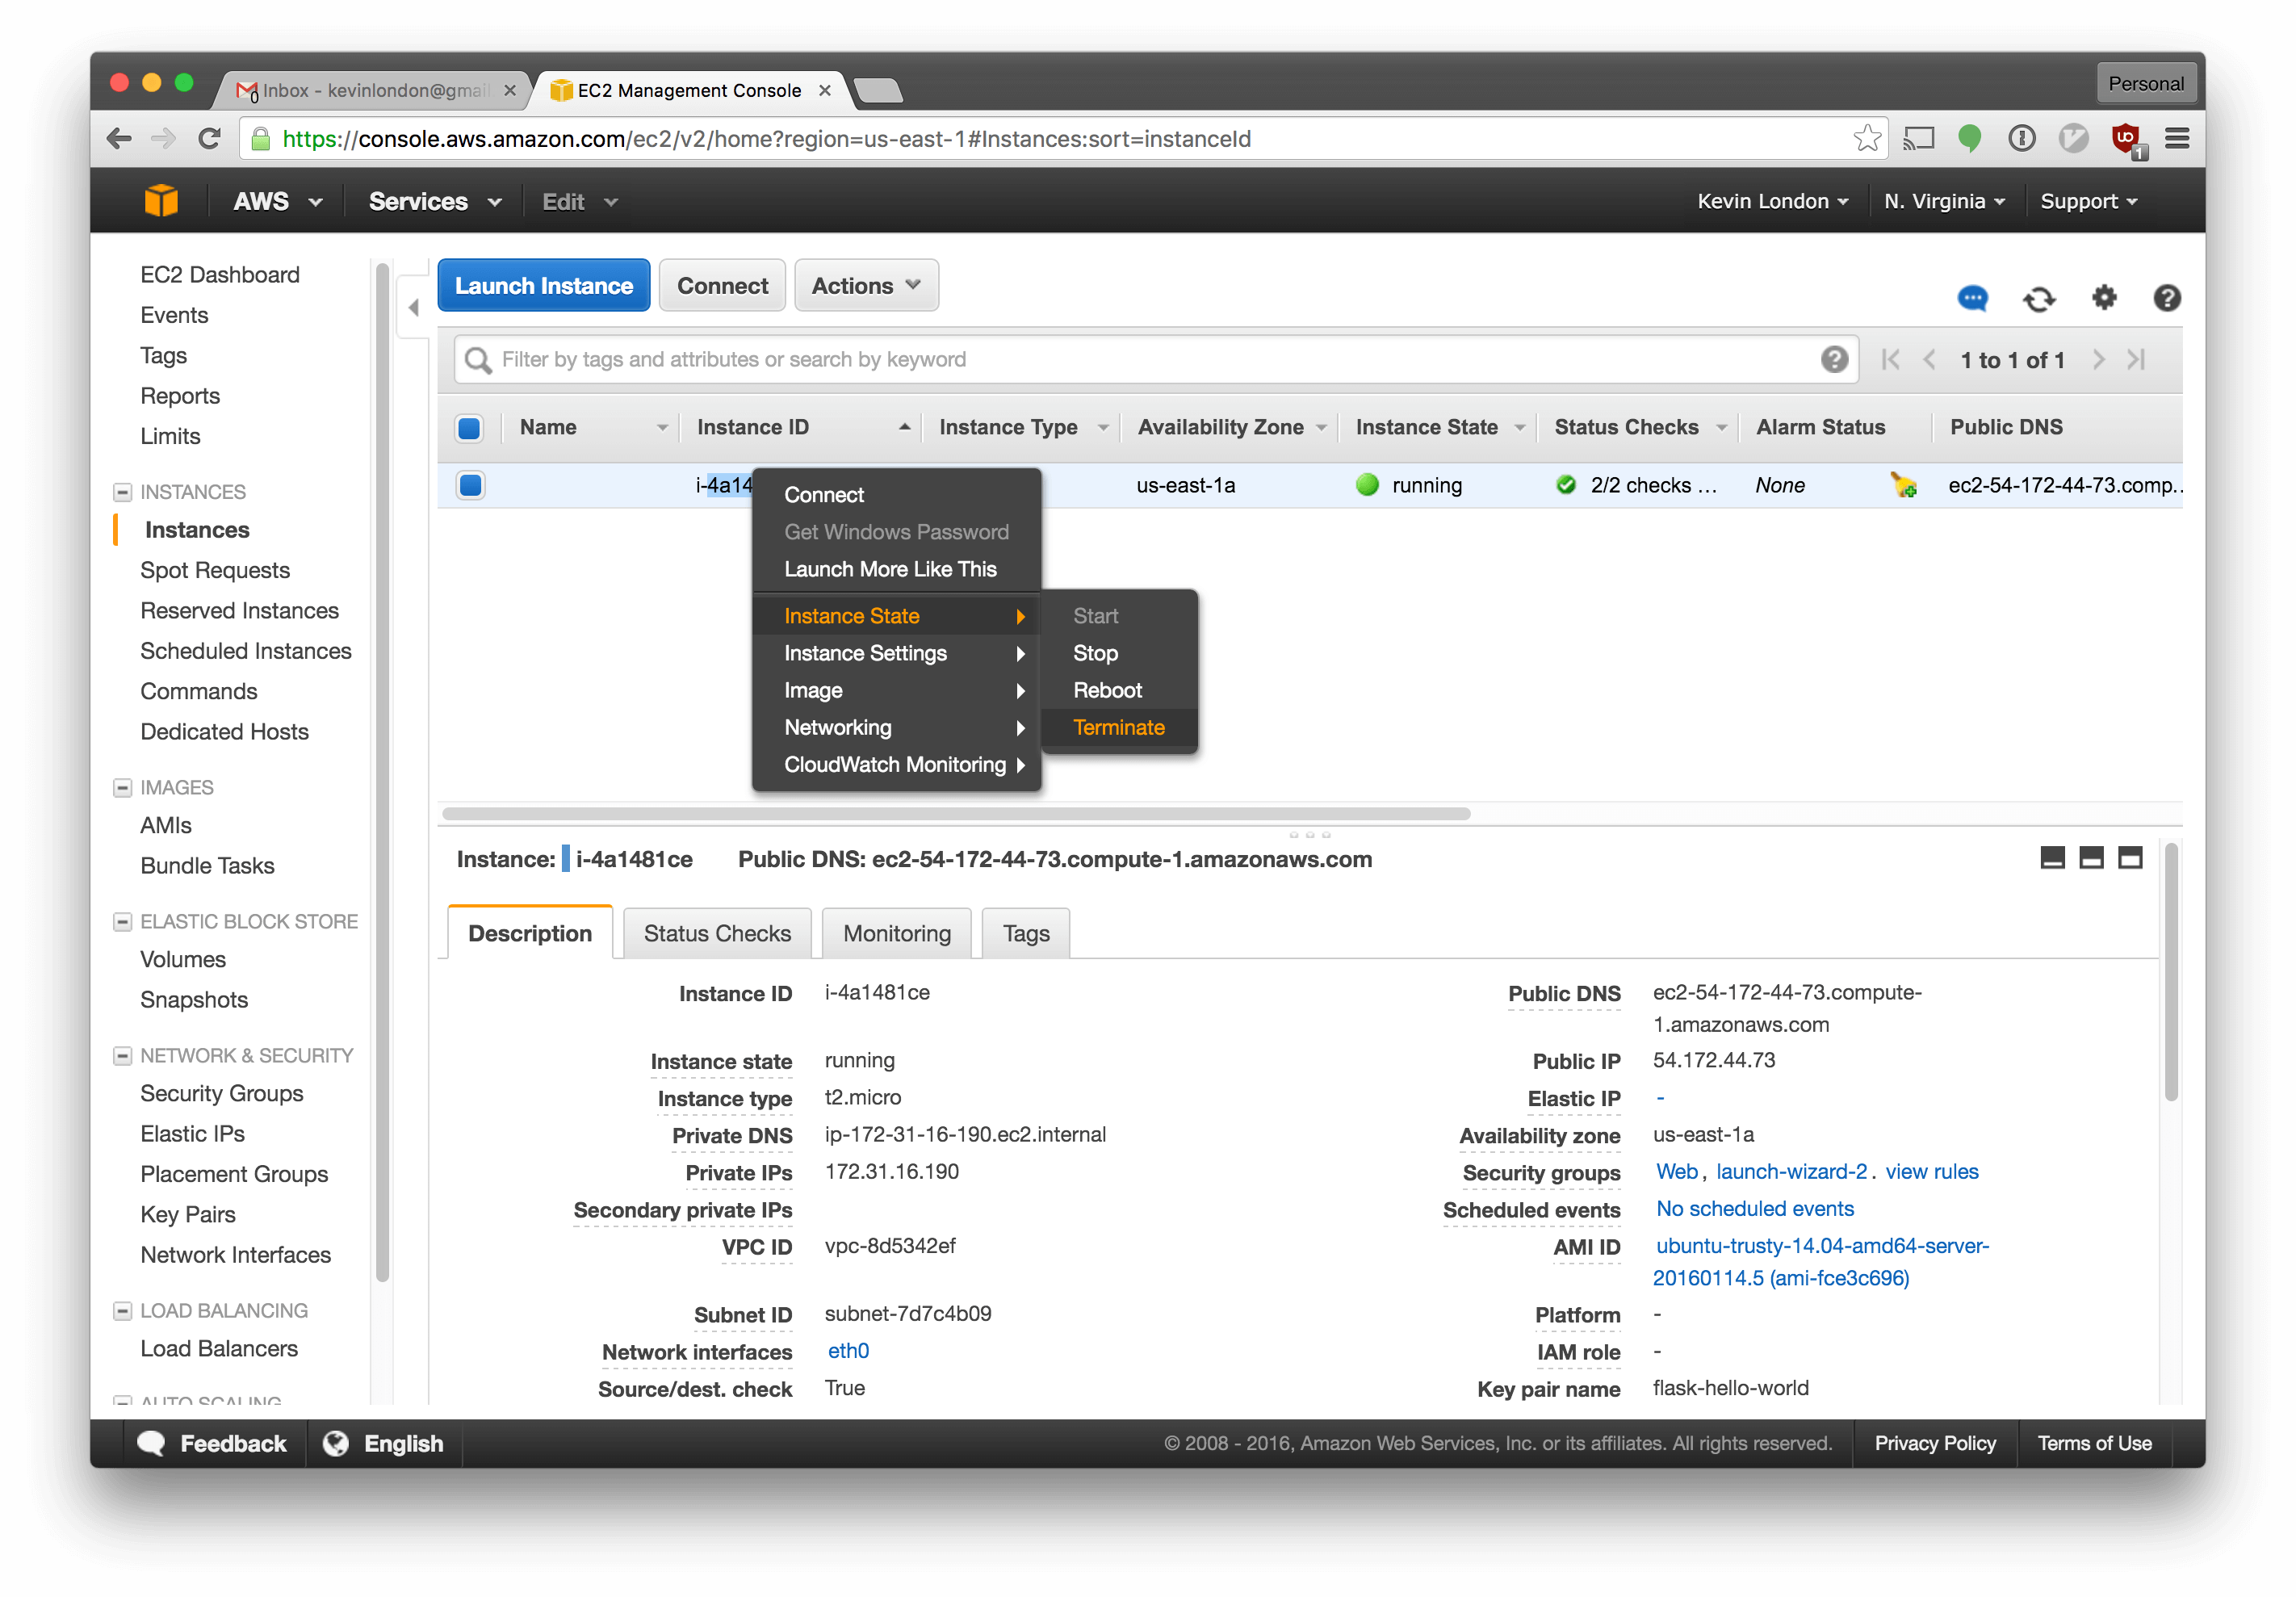 Inbox - kevinlondon@gmai
EC2 Management Console
Personal
https://console.aws.amazon.com/ec2/v2/home?region=us-east-1#Instances:sort=instanceId
1
AWS Services Edit Kevin London N. Virginia Support
EC2 Dashboard
Events
Tags
Reports
Limits
INSTANCES
Instances
Spot Requests
Reserved Instances
Scheduled Instances
Commands
Dedicated Hosts
IMAGES
AMIs
Bundle Tasks
ELASTIC BLOCK STORE
Volumes
Snapshots
NETWORK & SECURITY
Security Groups
Elastic IPs
Placement Groups
Key Pairs
Network Interfaces
LOAD BALANCING
Load Balancers
AUTO SCALING
Launch Instance Connect Actions
Filter by tags and attributes or search by keyword
1 to 1 of 1
Name Instance ID Instance Type Availability Zone Instance State Status Checks Alarm Status Public DNS
i-4a14 us-east-1a running 2/2 checks ... None ec2-54-172-44-73.comp..
Connect
Get Windows Password
Launch More Like This
Instance State
Instance Settings
Image
Networking
CloudWatch Monitoring
Start
Stop
Reboot
Terminate
Instance: i-4a1481ce Public DNS: ec2-54-172-44-73.compute-1.amazonaws.com
Description Status Checks Monitoring Tags
Instance ID i-4a1481ce
Instance state running
Instance type t2.micro
Private DNS ip-172-31-16-190.ec2.internal
Private IPs 172.31.16.190
Secondary private IPs
VPC ID vpc-8d5342ef
Subnet ID subnet-7d7c4b09
Network interfaces eth0
Source/dest. check True
Public DNS ec2-54-172-44-73.compute-
1.amazonaws.com
Public IP 54.172.44.73
Elastic IP -
Availability zone us-east-1a
Security groups Web, launch-wizard-2. view rules
Scheduled events No scheduled events
AMI ID ubuntu-trusty-14.04-amd64-server-
20160114.5 (ami-fce3c696)
Platform -
IAM role -
Key pair name flask-hello-world
Feedback English © 2008 - 2016, Amazon Web Services, Inc. or its affiliates. All rights reserved. Privacy Policy Terms of Use